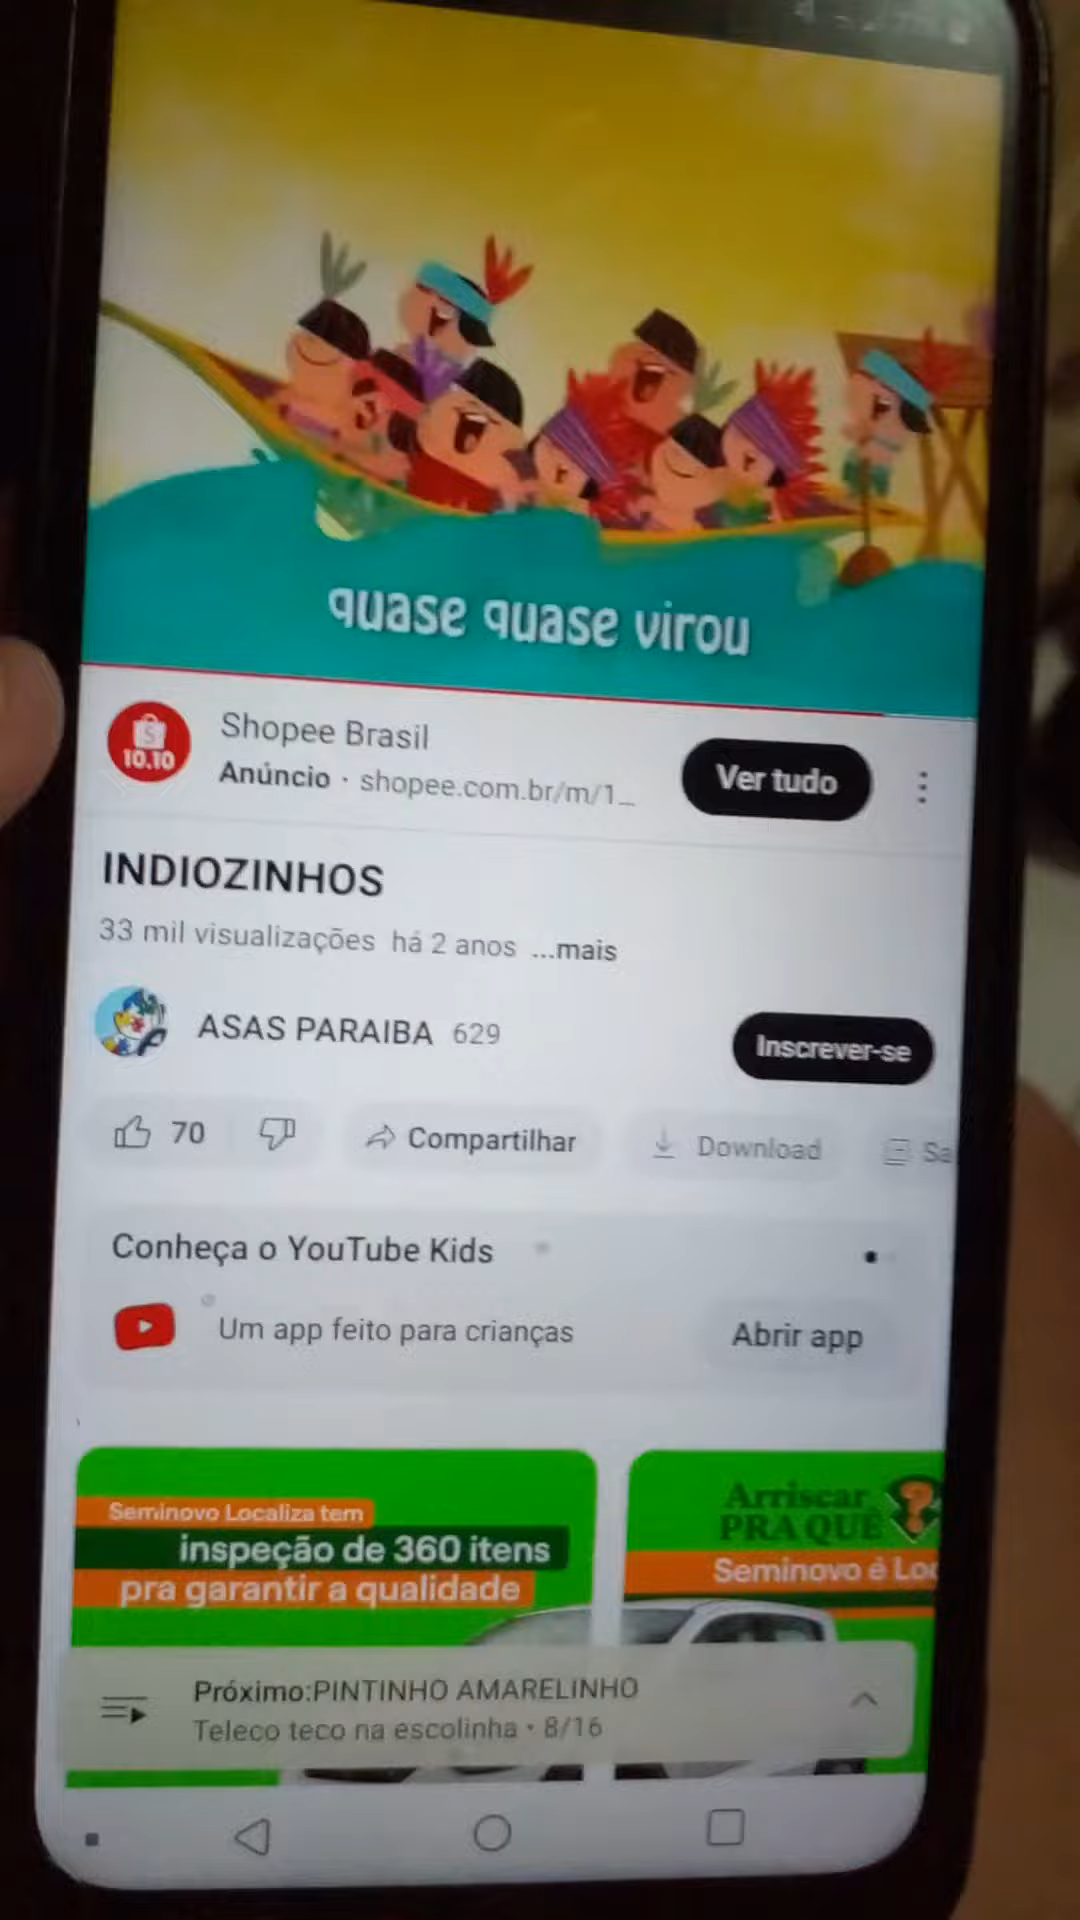 quase quase virou
Shopee Brasil
10.10
Anúncio · shopee.com.br/m/1...
Ver tudo
INDIOZINHOS
33 mil visualizações há 2 anos ...mais
ASAS PARAIBA 629
Inscrever-se
70
Compartilhar
Download
Sa
Conheça o YouTube Kids
Um app feito para crianças
Abrir app
Seminovo Localiza tem
inspeção de 360 itens
pra garantir a qualidade
Arriscar
PRA QUÊ
?
Seminovo é Loc
Próximo:PINTINHO AMARELINHO
Teleco teco na escolinha • 8/16